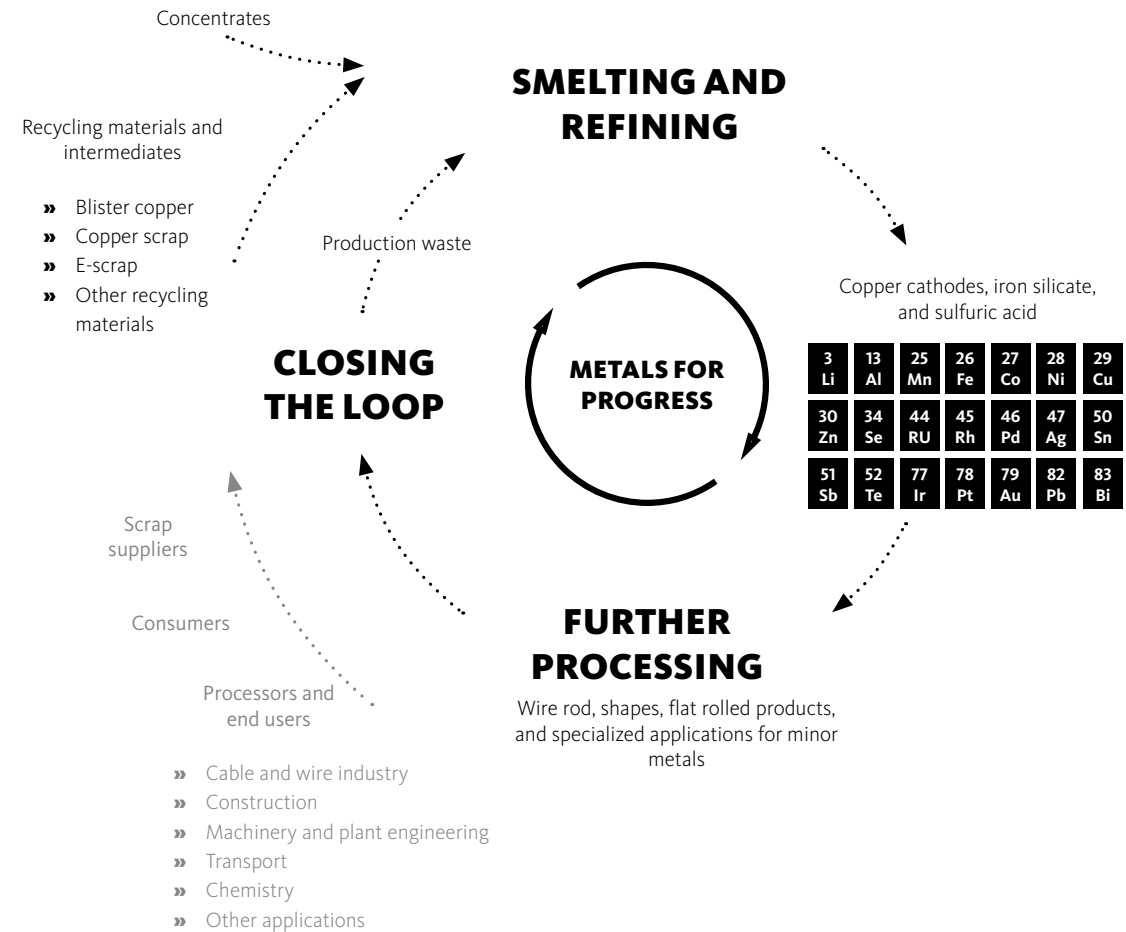 Concentrates
SMELTING AND
REFINING
Recycling materials and
intermediates
» Blister copper
» Copper scrap
» E-scrap
» Other recycling
materials
Production waste
Copper cathodes, iron silicate,
and sulfuric acid
3 13 25 26 27 28 29
Li Al Mn Fe Co Ni Cu
30 34 44 45 46 47 50
Zn Se RU Rh Pd Ag Sn
51 52 77 78 79 82 83
Sb Te Ir Pt Au Pb Bi
METALS FOR
PROGRESS
CLOSING
THE LOOP
Scrap
suppliers
Consumers
Processors and
end users
» Cable and wire industry
» Construction
» Machinery and plant engineering
» Transport
» Chemistry
» Other applications
FURTHER
PROCESSING
Wire rod, shapes, flat rolled products,
and specialized applications for minor
metals